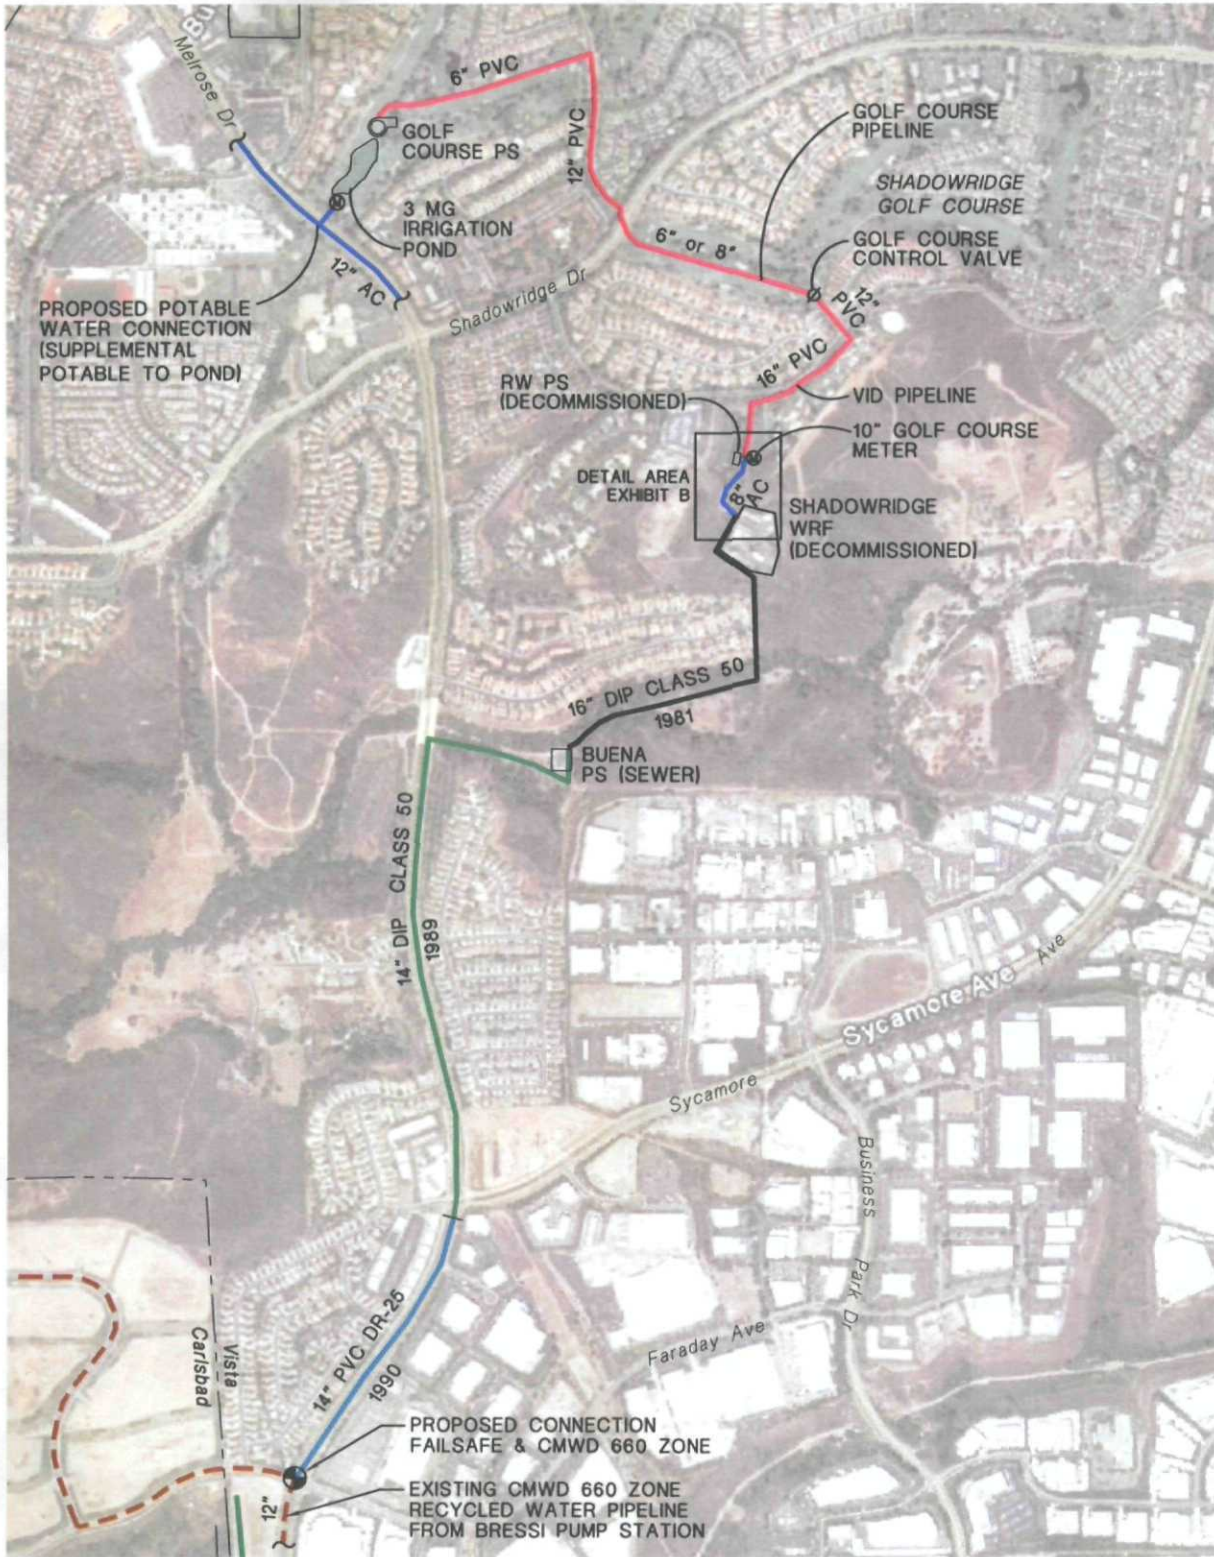 Bu
Melrose Dr
6" PVC
GOLF
COURSE PS
12" PVC
GOLF COURSE
PIPELINE
SHADOWRIDGE
GOLF COURSE
3 MG
IRRIGATION
POND
6" or 8"
GOLF COURSE
CONTROL VALVE
12" AC
12"
PVC
Shadowridge Dr
PROPOSED POTABLE
WATER CONNECTION
(SUPPLEMENTAL
POTABLE TO POND)
16" PVC
RW PS
(DECOMMISSIONED)
VID PIPELINE
10" GOLF COURSE
METER
DETAIL AREA
EXHIBIT B
8"
AC
SHADOWRIDGE
WRF
(DECOMMISSIONED)
16" DIP CLASS 50
1981
BUENA
PS (SEWER)
14" DIP CLASS 50
1989
Sycamore Ave
Ave
Sycamore
Business
Park Dr
Faraday Ave
Vista
Carlsbad
14" PVC DR-25
1990
PROPOSED CONNECTION
FAILSAFE & CMWD 660 ZONE
12"
EXISTING CMWD 660 ZONE
RECYCLED WATER PIPELINE
FROM BRESSI PUMP STATION